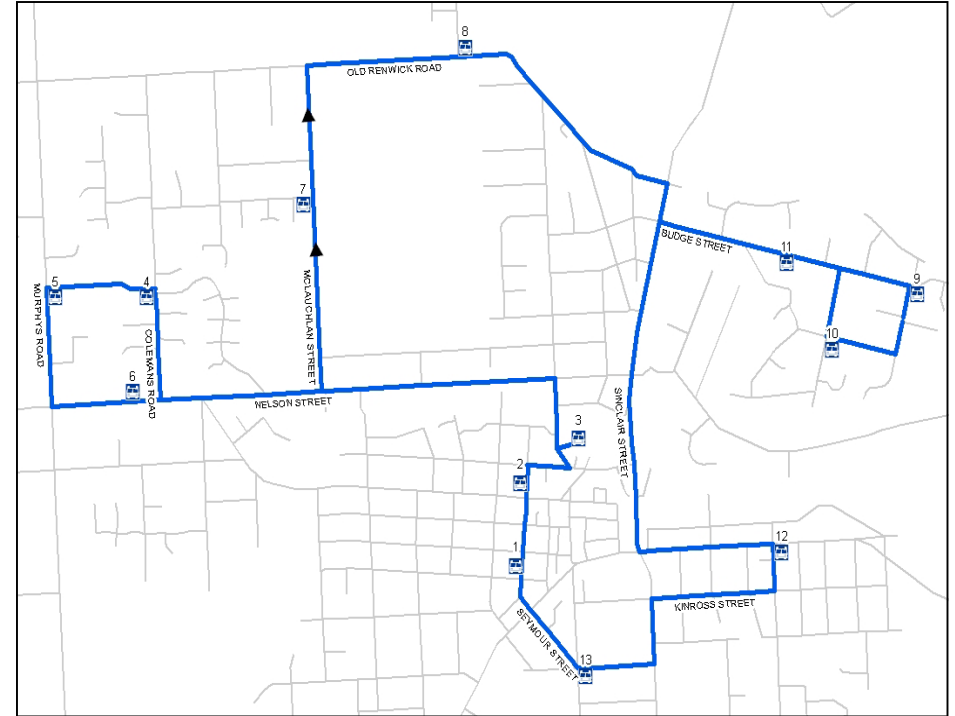 8
OLD RENWICK ROAD
7
BUDGE STREET
11
9
5
4
MURPHYS ROAD
MCLAUCHLAN STREET
10
COLEMANS ROAD
6
NELSON STREET
SINCLAIR STREET
3
2
1
12
KINROSS STREET
SEYMOUR STREET
13